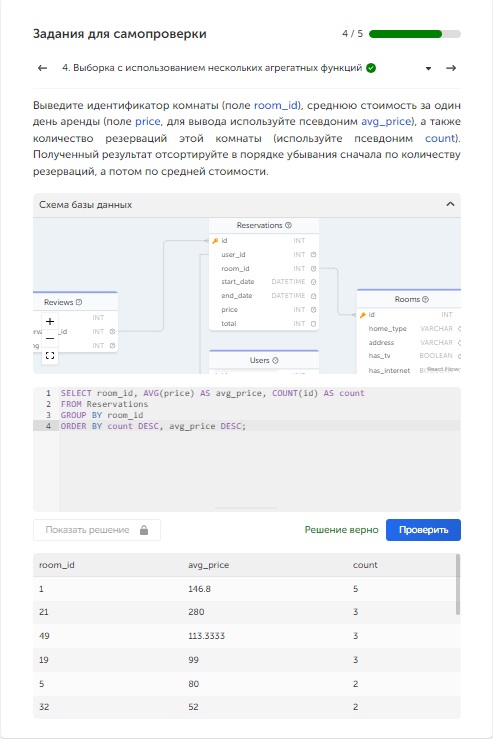 Задания для самопроверки
4 / 5
4. Выборка с использованием нескольких агрегатных функций
Выведите идентификатор комнаты (поле room_id), среднюю стоимость за один
день аренды (поле price, для вывода используйте псевдоним avg_price), а также
количество резерваций этой комнаты (используйте псевдоним count).
Полученный результат отсортируйте в порядке убывания сначала по количеству
резерваций, а потом по средней стоимости.
Схема базы данных
Reservations
id INT
user_id INT
room_id INT
start_date DATETIME
end_date DATETIME
price INT
total INT
Reviews
INT
INT
INT
Rooms
id INT
home_type VARCHAR
address VARCHAR
has_tv BOOLEAN
has_internet
React Flow
Users
1 SELECT room_id, AVG(price) AS avg_price, COUNT(id) AS count
2 FROM Reservations
3 GROUP BY room_id
4 ORDER BY count DESC, avg_price DESC;
Показать решение
Решение верно
Проверить
room_id avg_price count
1 146.8 5
21 280 3
49 113.3333 3
19 99 3
5 80 2
32 52 2